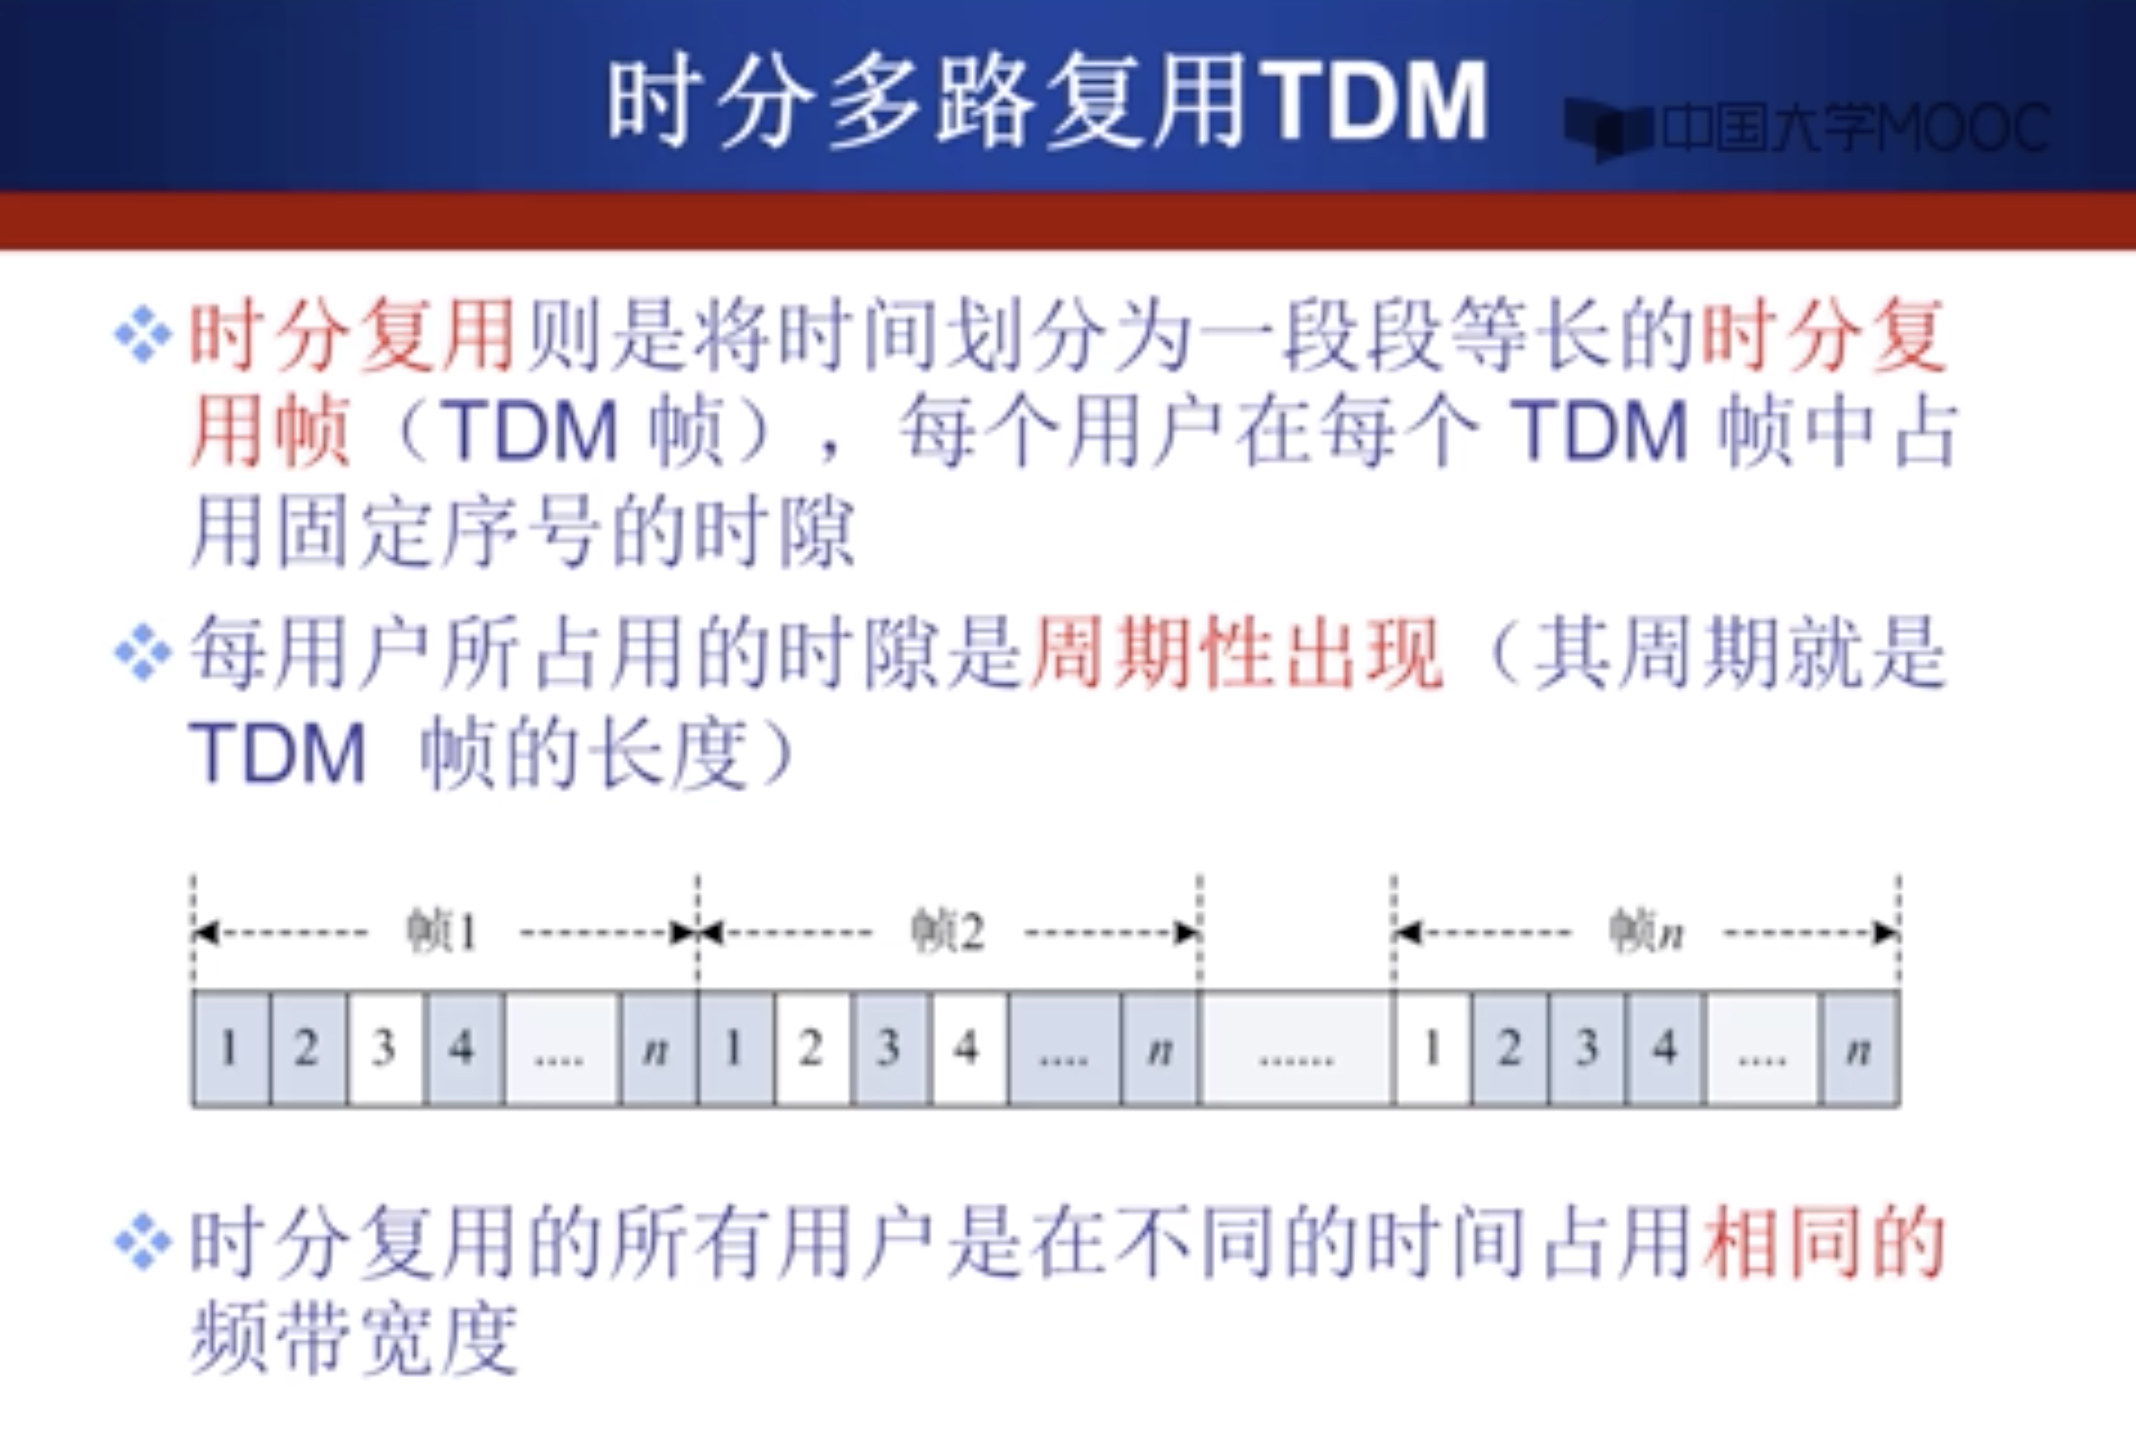 时分多路复用TDM
中国大学MOOC
时分复用则是将时间划分为一段段等长的时分复
用帧（TDM 帧），每个用户在每个 TDM 帧中占
用固定序号的时隙
每用户所占用的时隙是周期性出现（其周期就是
TDM 帧的长度）
帧1 帧2 帧n
1 2 3 4 .... n 1 2 3 4 .... n ...... 1 2 3 4 .... n
时分复用的所有用户是在不同的时间占用相同的
频带宽度